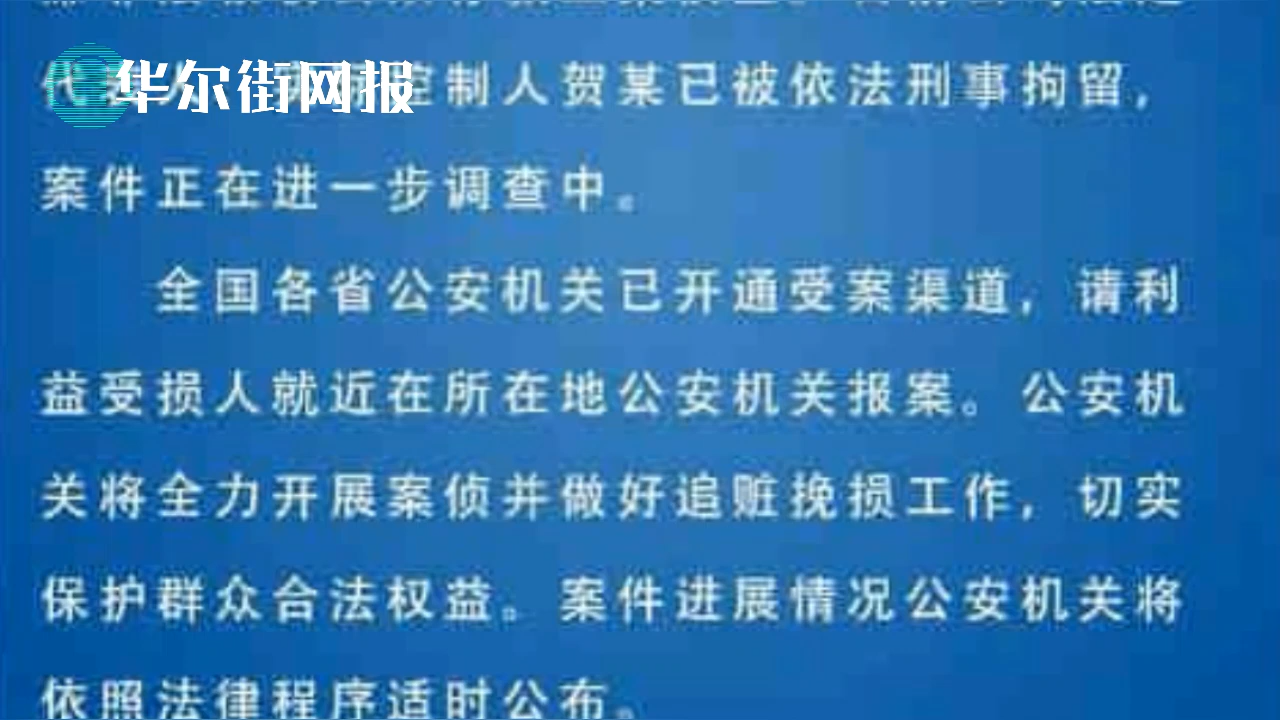 华尔街网报
代 控制人贺某已被依法刑事拘留，
案件正在进一步调查中。
全国各省公安机关已开通受案渠道，请利
益受损人就近在所在地公安机关报案。公安机
关将全力开展案侦并做好追赃挽损工作，切实
保护群众合法权益。案件进展情况公安机关将
依照法律程序适时公布。